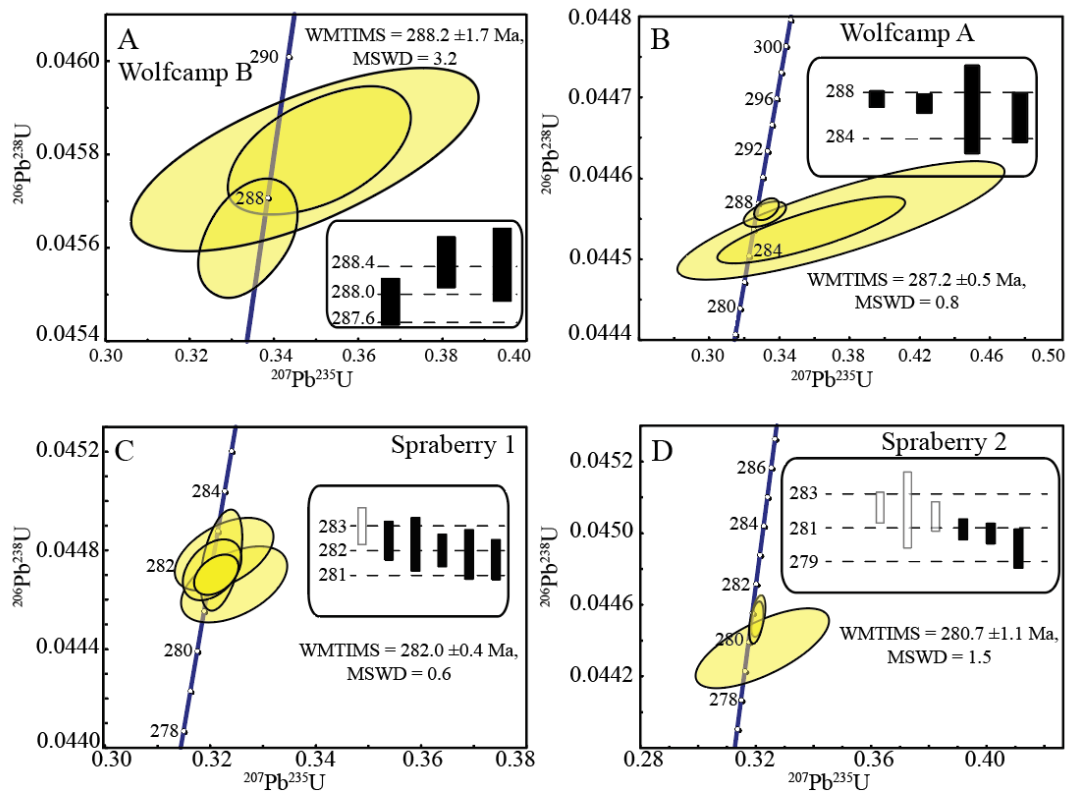 A
Wolfcamp B
WMTIMS = 288.2 ±1.7 Ma,
MSWD = 3.2
290
288
288.4
288.0
287.6
0.0460
0.0458
0.0456
0.0454
206Pb238U
0.30 0.32 0.34 0.36 0.38 0.40
207Pb235U
B
Wolfcamp A
300
296
292
288
284
280
288
284
WMTIMS = 287.2 ±0.5 Ma,
MSWD = 0.8
0.0448
0.0447
0.0446
0.0445
0.0444
206Pb238U
0.30 0.34 0.38 0.42 0.46 0.50
207Pb235U
C
Spraberry 1
284
282
280
278
283
282
281
WMTIMS = 282.0 ±0.4 Ma,
MSWD = 0.6
0.0452
0.0448
0.0444
0.0440
206Pb238U
0.30 0.32 0.34 0.36 0.38
207Pb235U
D
Spraberry 2
286
284
282
280
278
283
281
279
WMTIMS = 280.7 ±1.1 Ma,
MSWD = 1.5
0.0452
0.0450
0.0448
0.0446
0.0444
0.0442
206Pb238U
0.28 0.32 0.36 0.40
207Pb235U